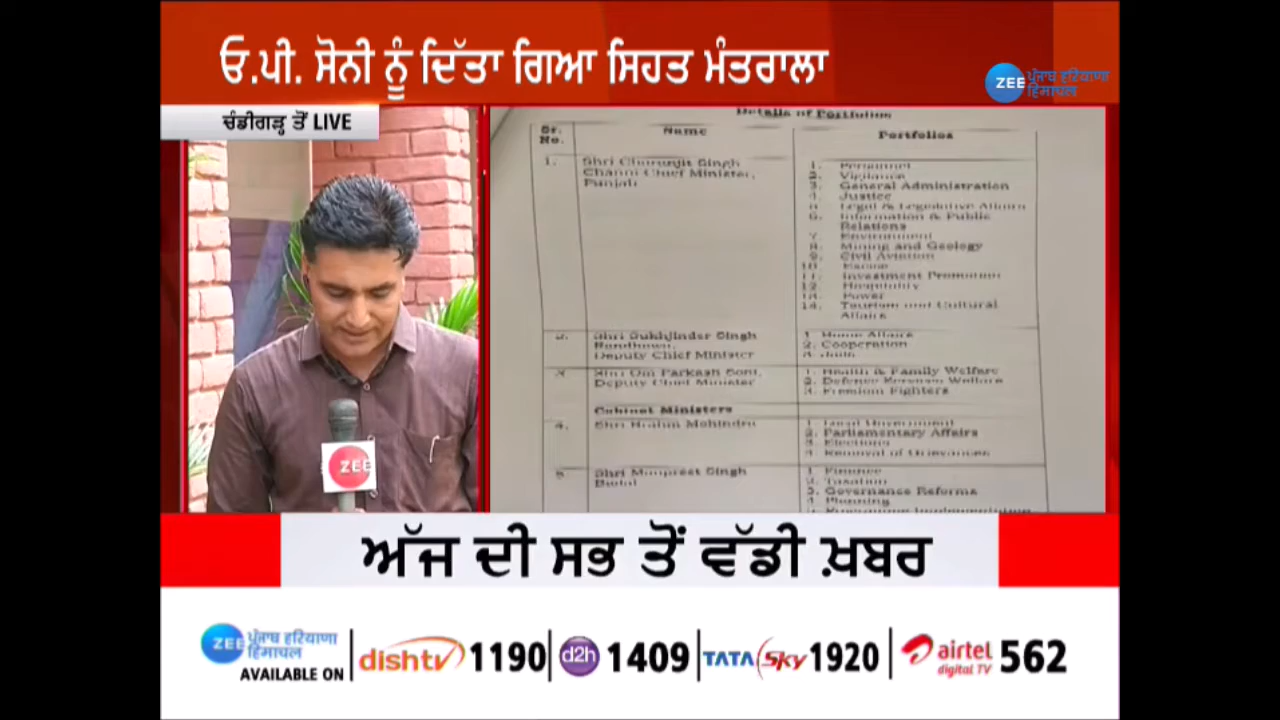 ਓ.ਪੀ. ਸੋਨੀ ਨੂੰ ਦਿੱਤਾ ਗਿਆ ਸਿਹਤ ਮੰਤਰਾਲਾ
ZEE ਪੰਜਾਬ ਹਰਿਆਣਾ
ਹਿਮਾਚਲ
ਚੰਡੀਗੜ੍ਹ ਤੋਂ LIVE
Details of Portfolios
Sr. No.
Name
Portfolios
1.
Shri Charanjit Singh
Channi Chief Minister,
Punjab
1. Personnel
2. Vigilance
3. General Administration
4. Justice
5. Legal & Legislative Affairs
6. Information & Public
Relations
7. Environment
8. Mining and Geology
9. Civil Aviation
10. Excise
11. Investment Promotion
12. Hospitality
13. Power
14. Tourism and Cultural
Affairs
2.
Shri Sukhjinder Singh
Randhawa,
Deputy Chief Minister
1. Home Affairs
2. Cooperation
3. Jails
3.
Shri Om Parkash Soni,
Deputy Chief Minister
1. Health & Family Welfare
2. Defence Services Welfare
3. Freedom Fighters
Cabinet Ministers
4.
Shri Brahm Mohindra
1. Local Government
2. Parliamentary Affairs
3. Elections
4. Removal of Grievances
5.
Shri Manpreet Singh
Badal
1. Finance
2. Taxation
3. Governance Reforms
4. Planning
ZEE
ਅੱਜ ਦੀ ਸਭ ਤੋਂ ਵੱਡੀ ਖ਼ਬਰ
ZEE ਪੰਜਾਬ ਹਰਿਆਣਾ
ਹਿਮਾਚਲ
AVAILABLE ON
dishtv 1190
d2h 1409
TATA Sky 1920
airtel digital TV 562